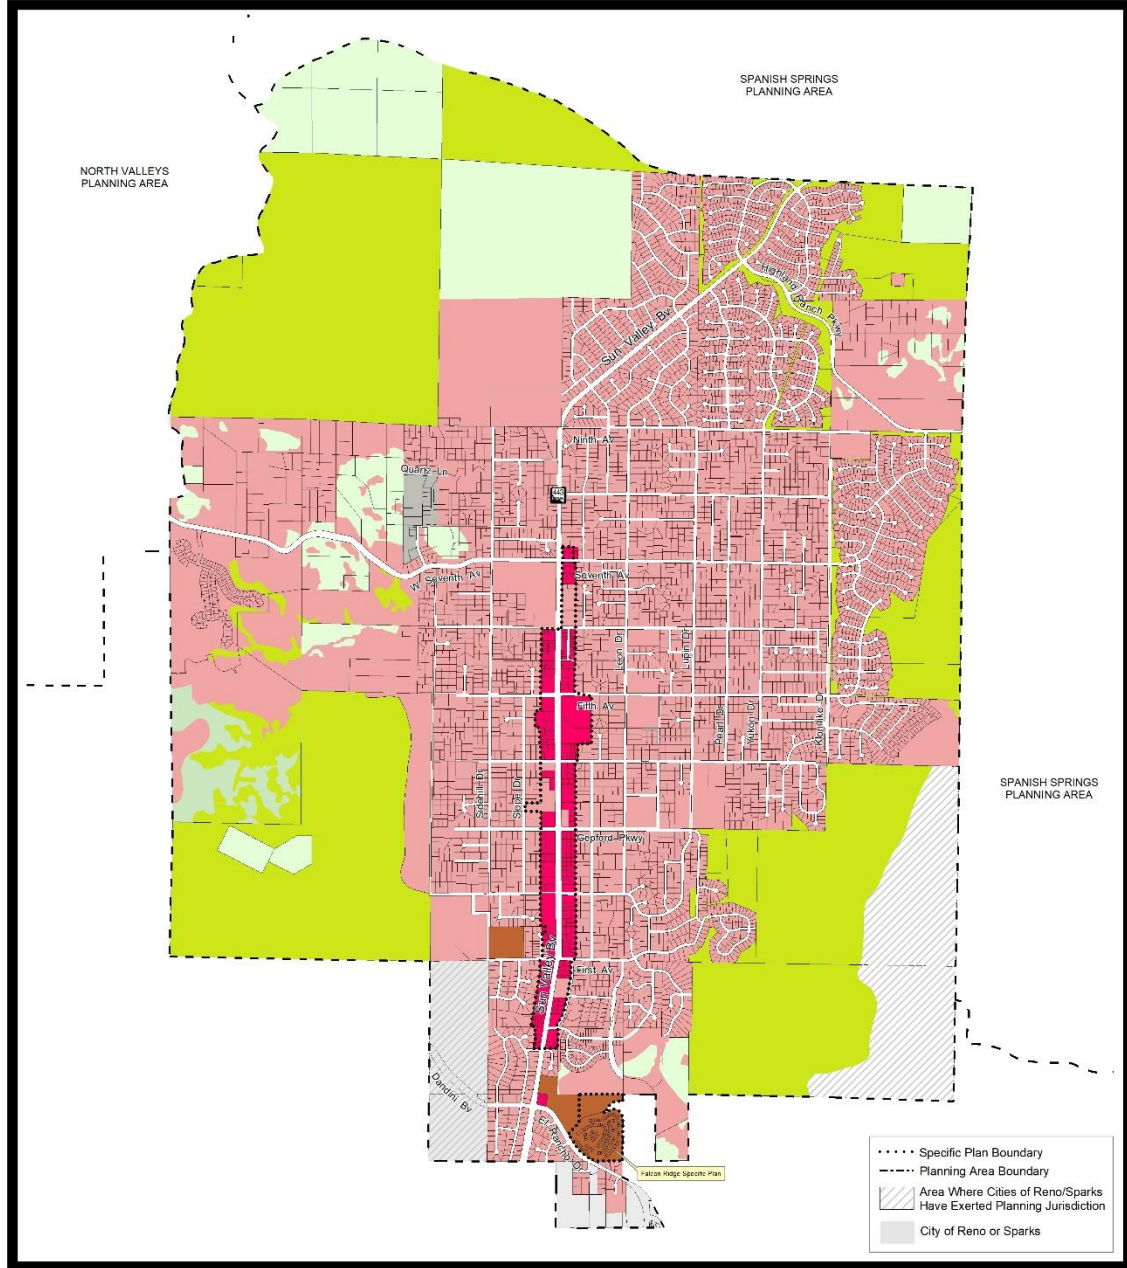 SPANISH SPRINGS
PLANNING AREA
NORTH VALLEYS
PLANNING AREA
Highland Ranch Pkwy
Sun Valley Bv
Ninth Av
Quartz Ln
W Seventh Av
Seventh Av
Leon Dr
Lupin Dr
Fifth Av
Pearl Dr
Yukon Dr
Klondike Dr
SPANISH SPRINGS
PLANNING AREA
Sidehill Dr
Slope Dr
Gepford Pkwy
Sun Valley Bv
First Av
Dandini Bv
El Rancho Dr
Falcon Ridge Specific Plan
Specific Plan Boundary
Planning Area Boundary
Area Where Cities of Reno/Sparks
Have Exerted Planning Jurisdiction
City of Reno or Sparks